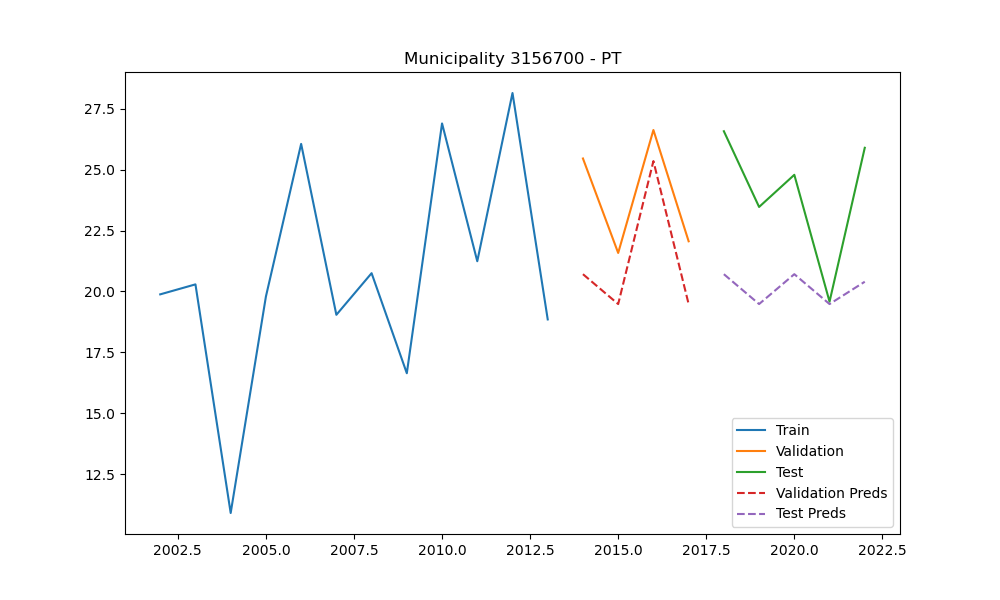 Municipality 3156700 - PT
27.5
25.0
22.5
20.0
17.5
15.0
12.5
Train
Validation
Test
Validation Preds
Test Preds
2002.5 2005.0 2007.5 2010.0 2012.5 2015.0 2017.5 2020.0 2022.5